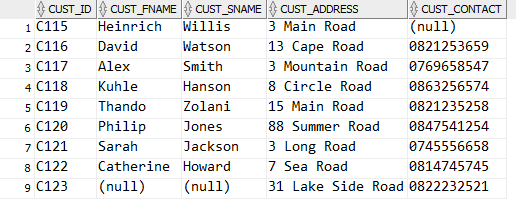 CUST_ID CUST_FNAME CUST_SNAME CUST_ADDRESS CUST_CONTACT
1 C115 Heinrich Willis 3 Main Road (null)
2 C116 David Watson 13 Cape Road 0821253659
3 C117 Alex Smith 3 Mountain Road 0769658547
4 C118 Kuhle Hanson 8 Circle Road 0863256574
5 C119 Thando Zolani 15 Main Road 0821235258
6 C120 Philip Jones 88 Summer Road 0847541254
7 C121 Sarah Jackson 3 Long Road 0745556658
8 C122 Catherine Howard 7 Sea Road 0814745745
9 C123 (null) (null) 31 Lake Side Road 0822232521